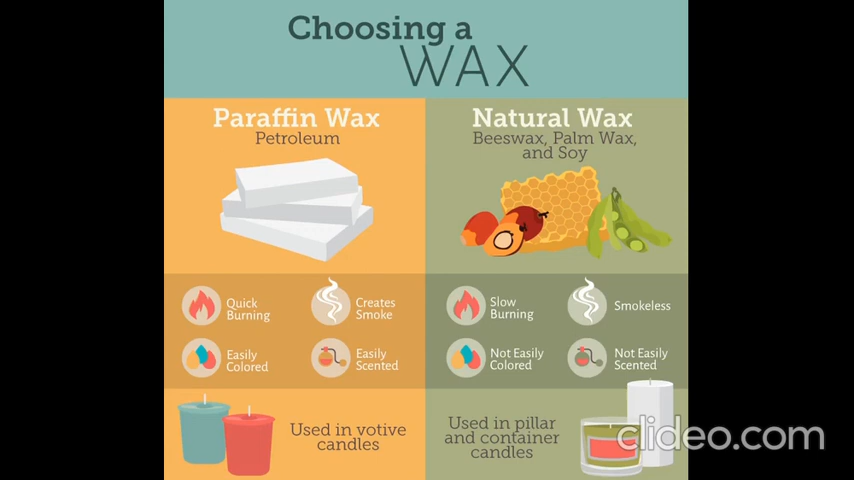 Choosing a
WAX
Paraffin Wax
Petroleum
Natural Wax
Beeswax, Palm Wax,
and Soy
Quick
Burning
Creates
Smoke
Easily
Colored
Easily
Scented
Slow
Burning
Smokeless
Not Easily
Colored
Not Easily
Scented
Used in votive
candles
Used in pillar
and container
candles
clideo.com